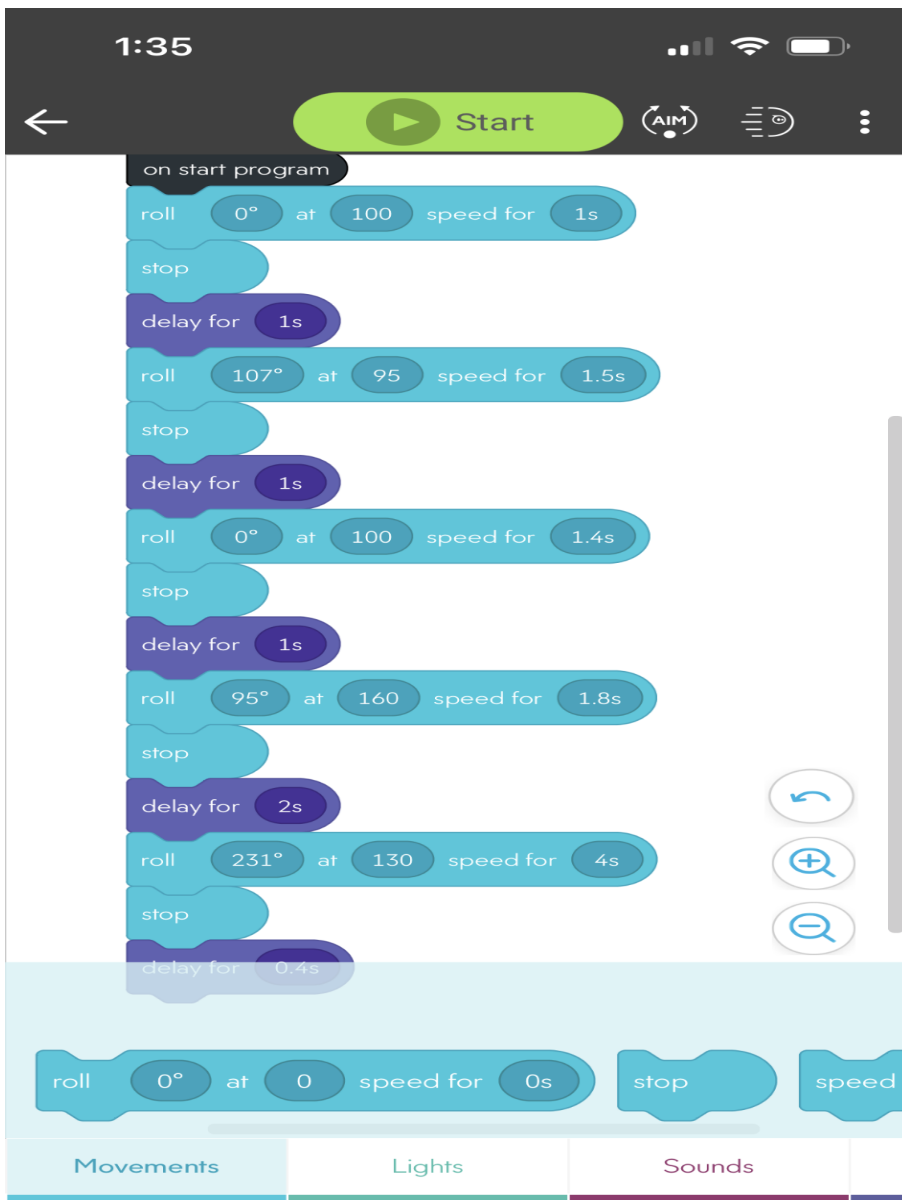 1:35
Start AIM
on start program
roll 0° at 100 speed for 1s
stop
delay for 1s
roll 107° at 95 speed for 1.5s
stop
delay for 1s
roll 0° at 100 speed for 1.4s
stop
delay for 1s
roll 95° at 160 speed for 1.8s
stop
delay for 2s
roll 231° at 130 speed for 4s
stop
delay for 0.4s
roll 0° at 0 speed for 0s stop speed
Movements Lights Sounds